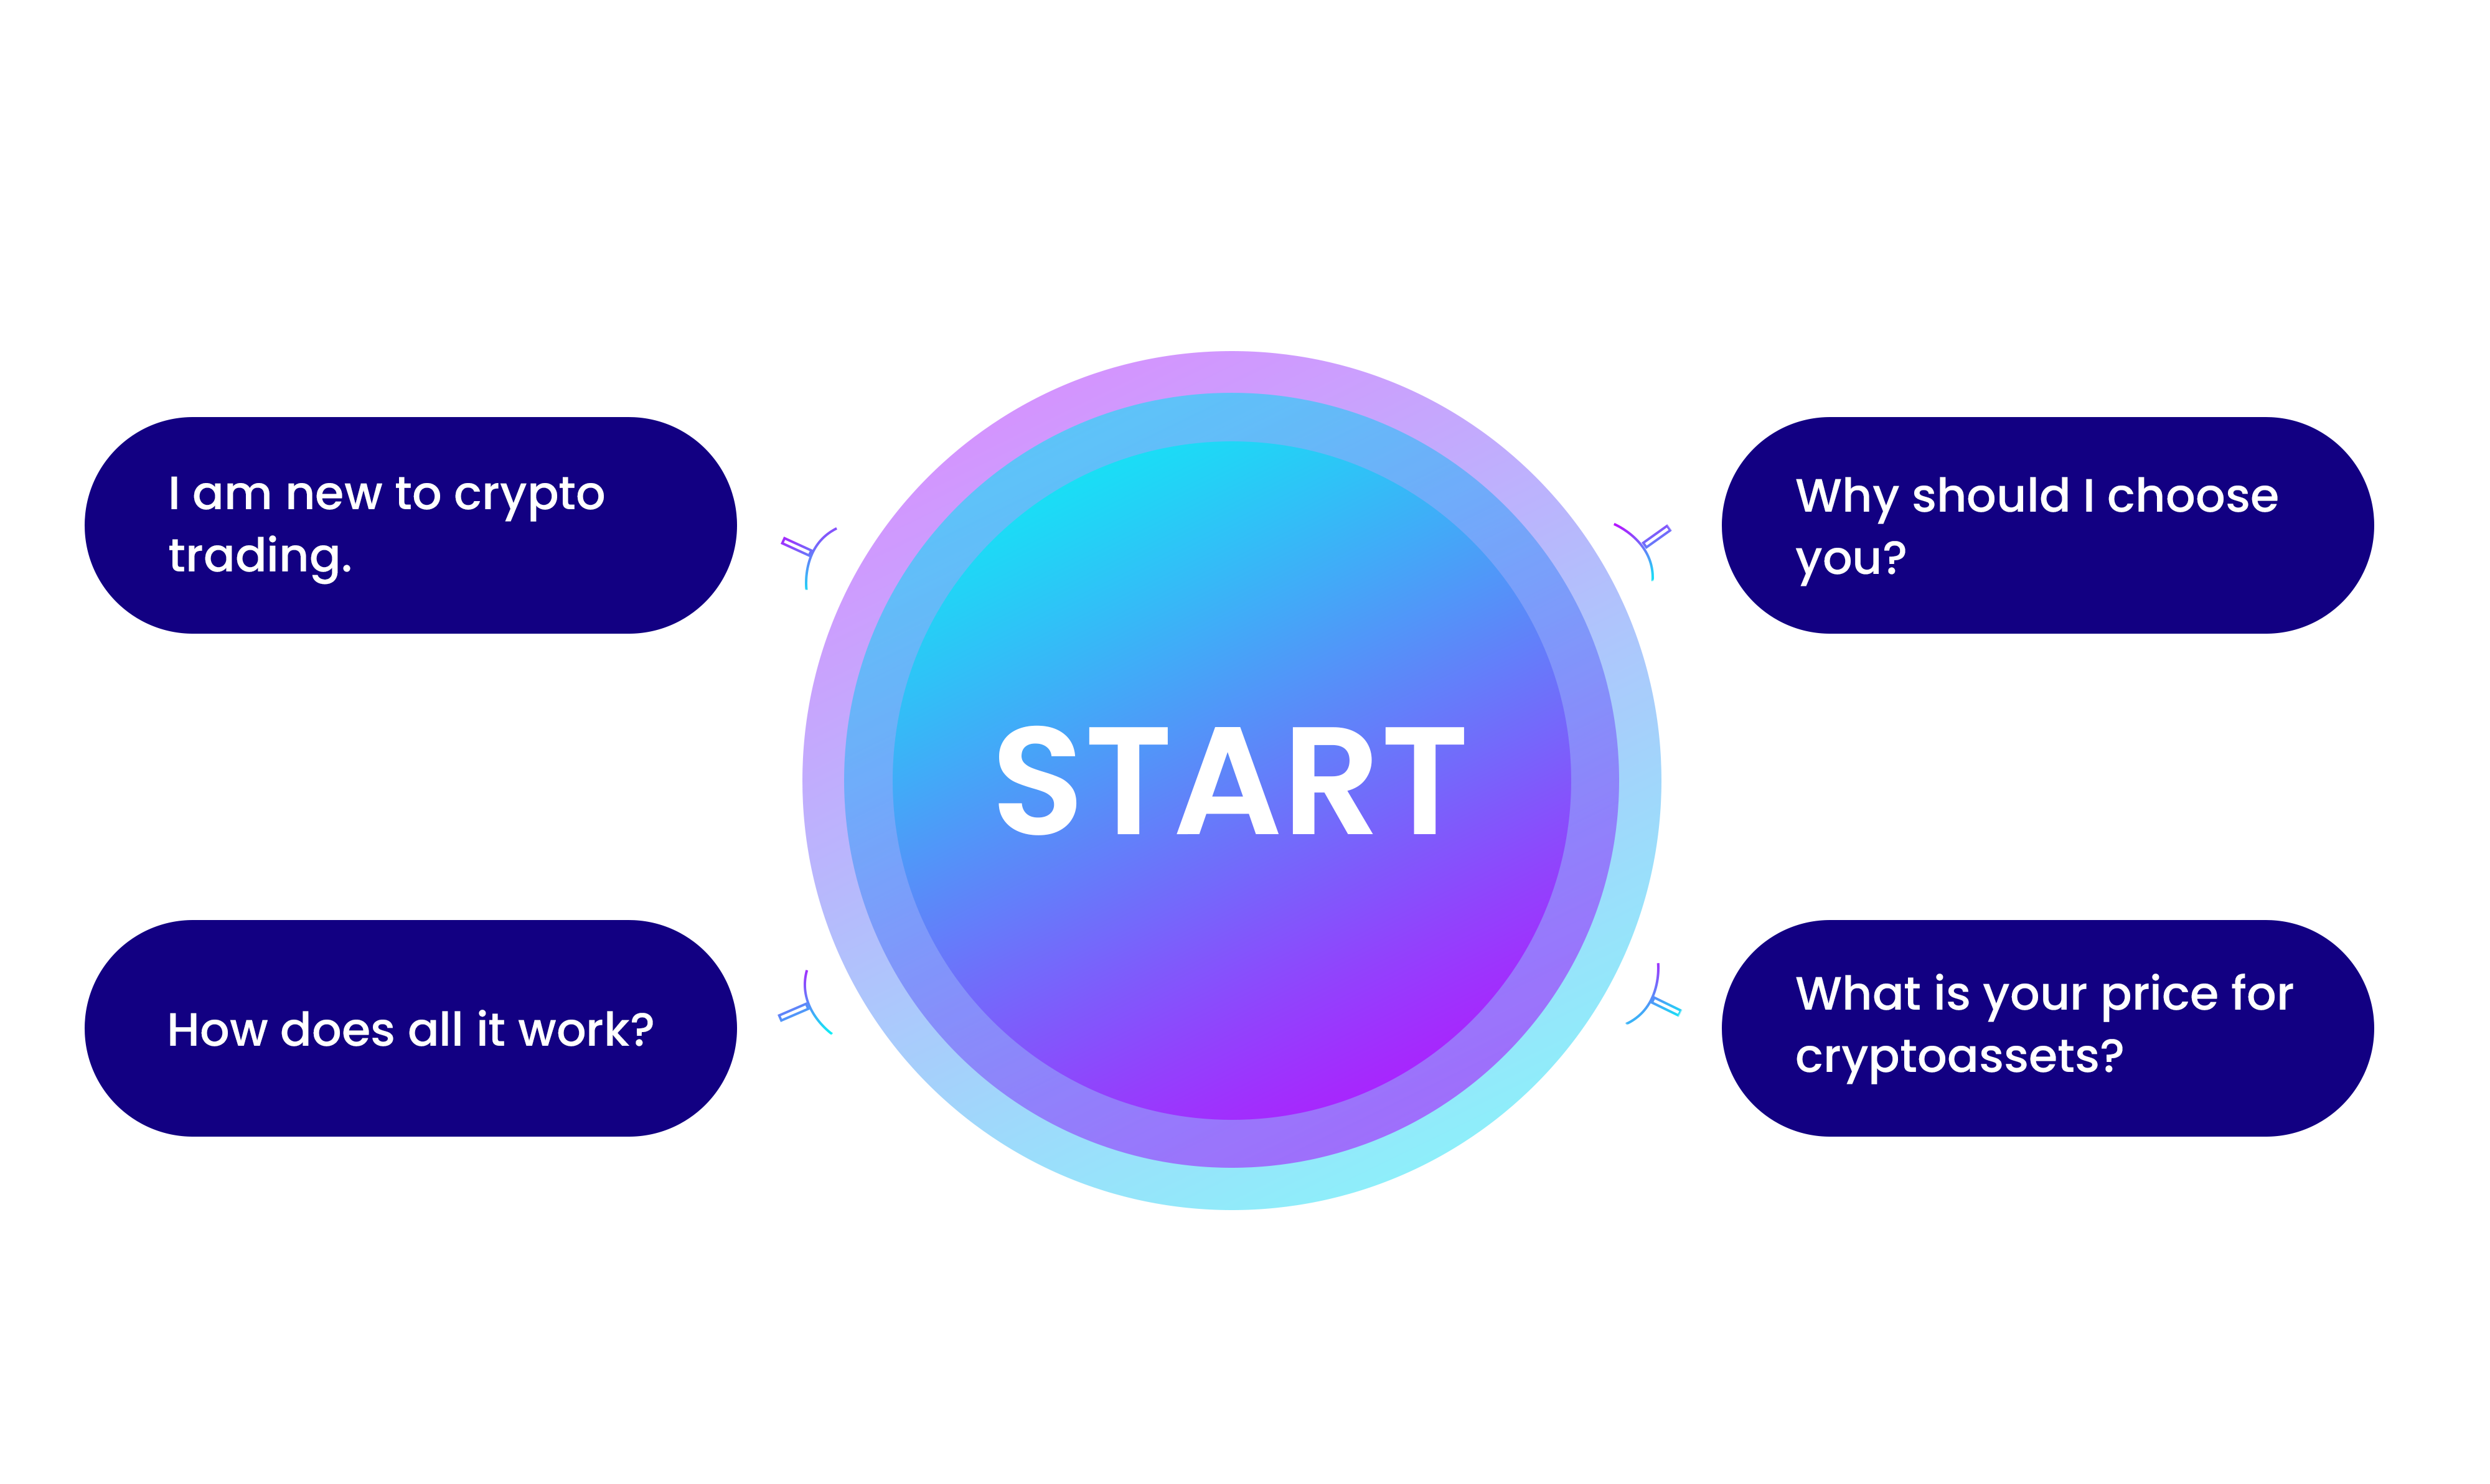 I am new to crypto
trading.
Why should I choose
you?
START
How does all it work?
What is your price for
cryptoassets?